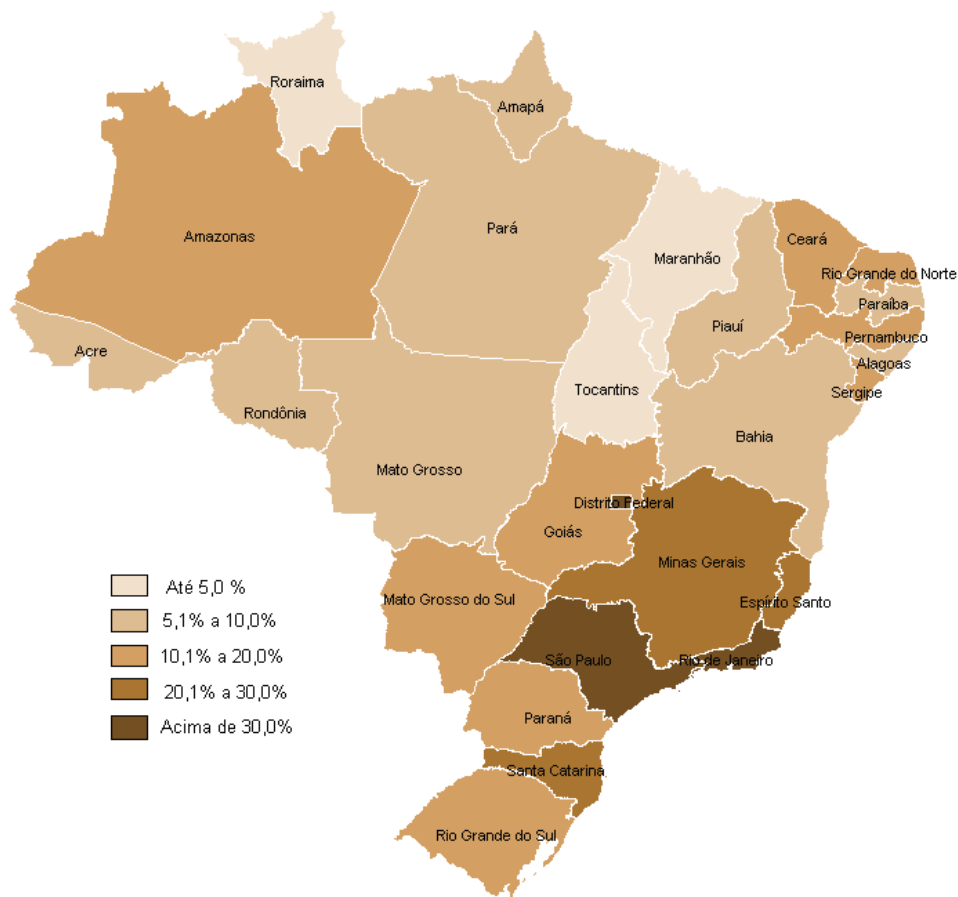 Roraima
Amapá
Amazonas
Pará
Maranhão
Ceará
Rio Grande do Norte
Paraíba
Piauí
Pernambuco
Acre
Alagoas
Tocantins
Sergipe
Rondônia
Bahia
Mato Grosso
Distrito Federal
Goiás
Minas Gerais
Mato Grosso do Sul
Espírito Santo
São Paulo
Rio de Janeiro
Paraná
Santa Catarina
Rio Grande do Sul
Até 5,0 %
5,1% a 10,0%
10,1% a 20,0%
20,1% a 30,0%
Acima de 30,0%